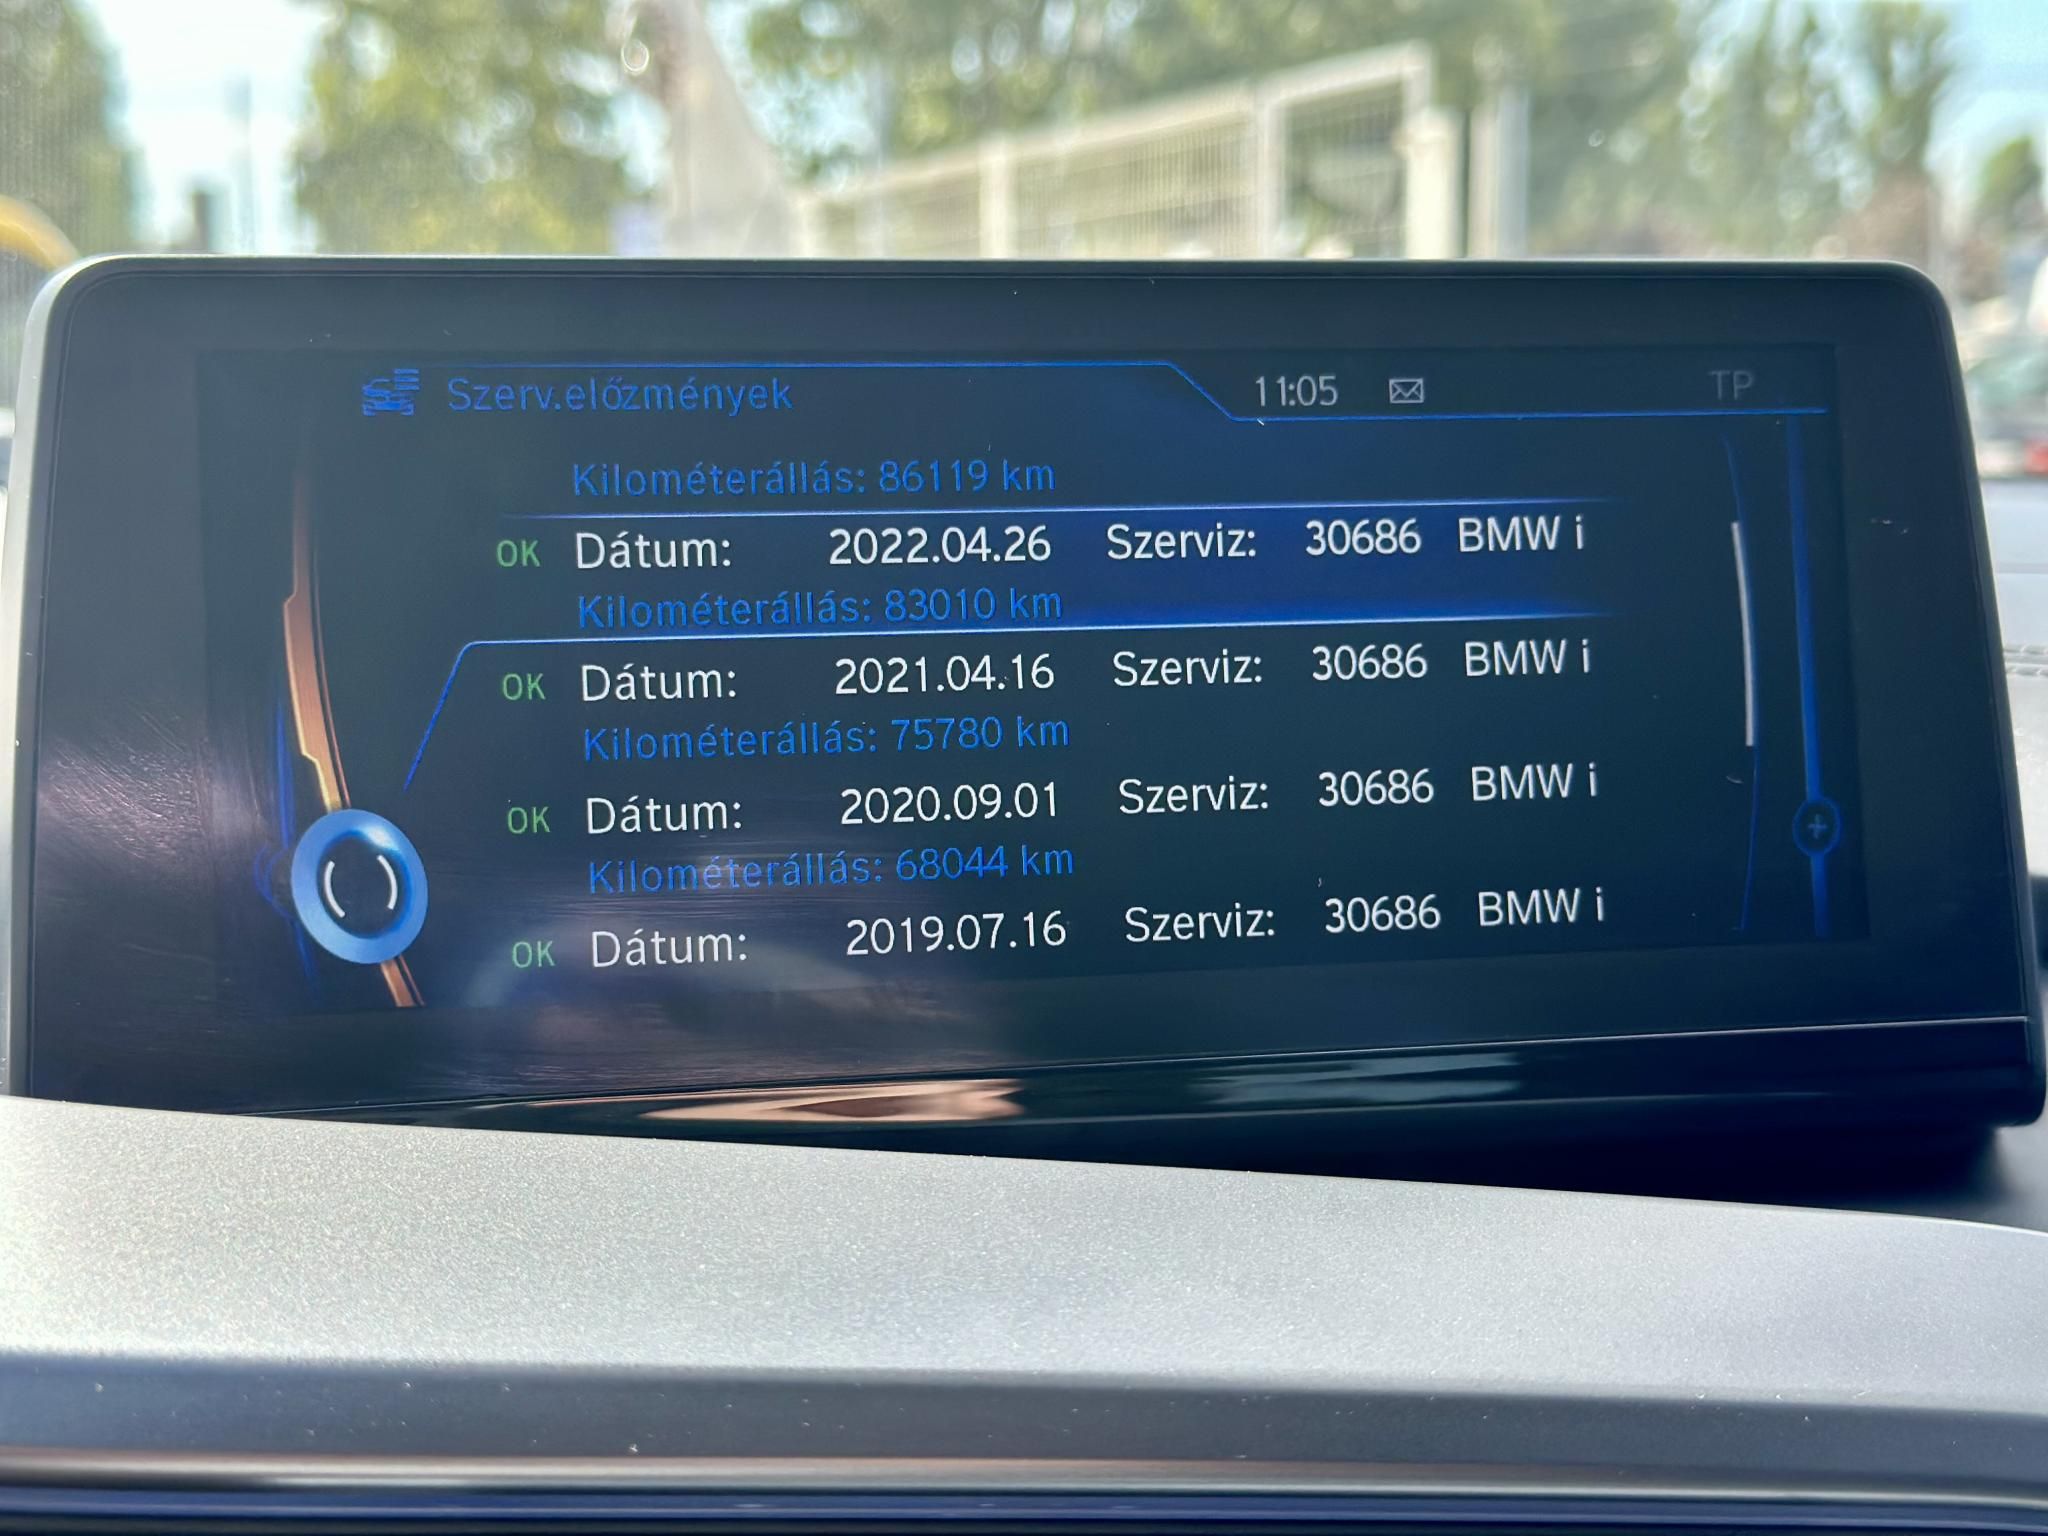 Szerv.előzmények 11:05 TP
Kilométerállás: 86119 km
OK Dátum: 2022.04.26 Szerviz: 30686 BMW i
Kilométerállás: 83010 km
OK Dátum: 2021.04.16 Szerviz: 30686 BMW i
Kilométerállás: 75780 km
OK Dátum: 2020.09.01 Szerviz: 30686 BMW i
Kilométerállás: 68044 km
OK Dátum: 2019.07.16 Szerviz: 30686 BMW i